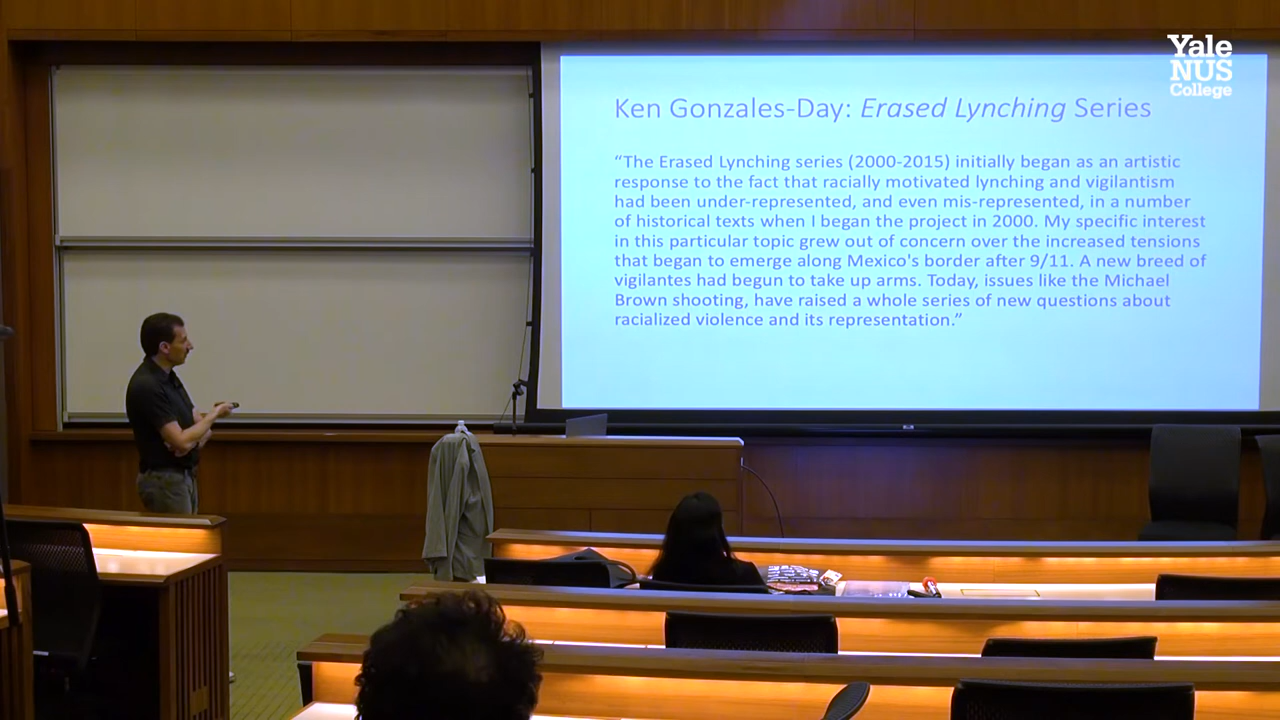 Yale
NUS
College
Ken Gonzales-Day: Erased Lynching Series
“The Erased Lynching series (2000-2015) initially began as an artistic
response to the fact that racially motivated lynching and vigilantism
had been under-represented, and even mis-represented, in a number
of historical texts when I began the project in 2000. My specific interest
in this particular topic grew out of concern over the increased tensions
that began to emerge along Mexico's border after 9/11. A new breed of
vigilantes had begun to take up arms. Today, issues like the Michael
Brown shooting, have raised a whole series of new questions about
racialized violence and its representation.”